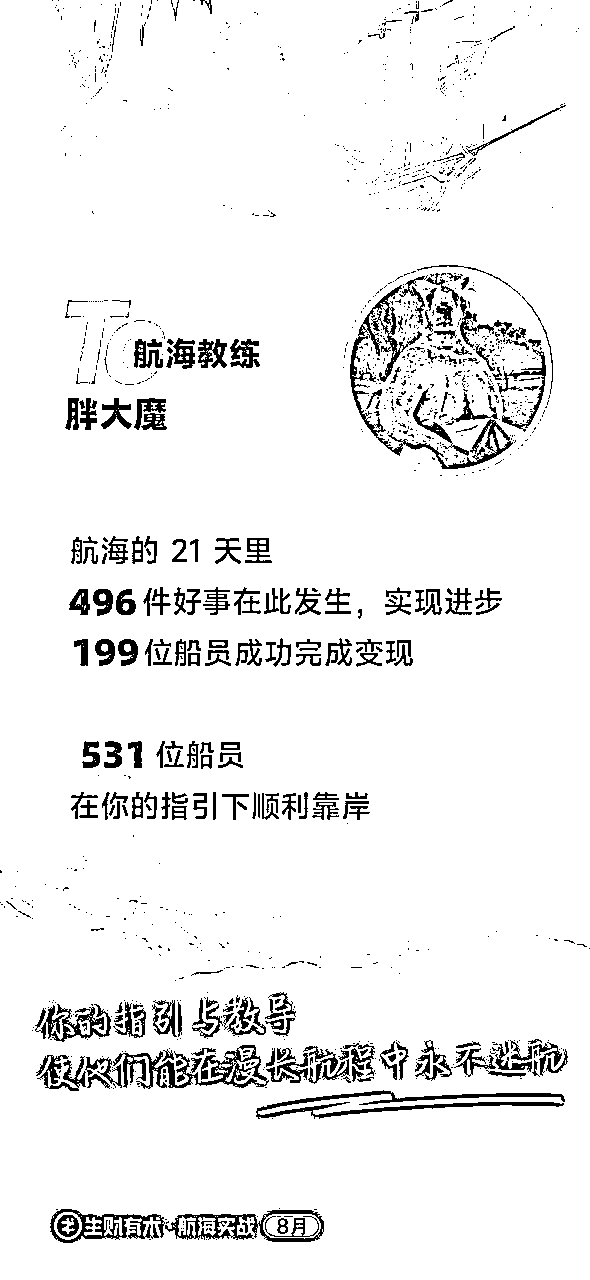 To 航海教练
胖大魔
航海的 21 天里
496 件好事在此发生，实现进步
199 位船员成功完成变现
531 位船员
在你的指引下顺利靠岸
你的指引与教导
使他们能在漫长航程中永不迷航
生财有术·航海实战 8月